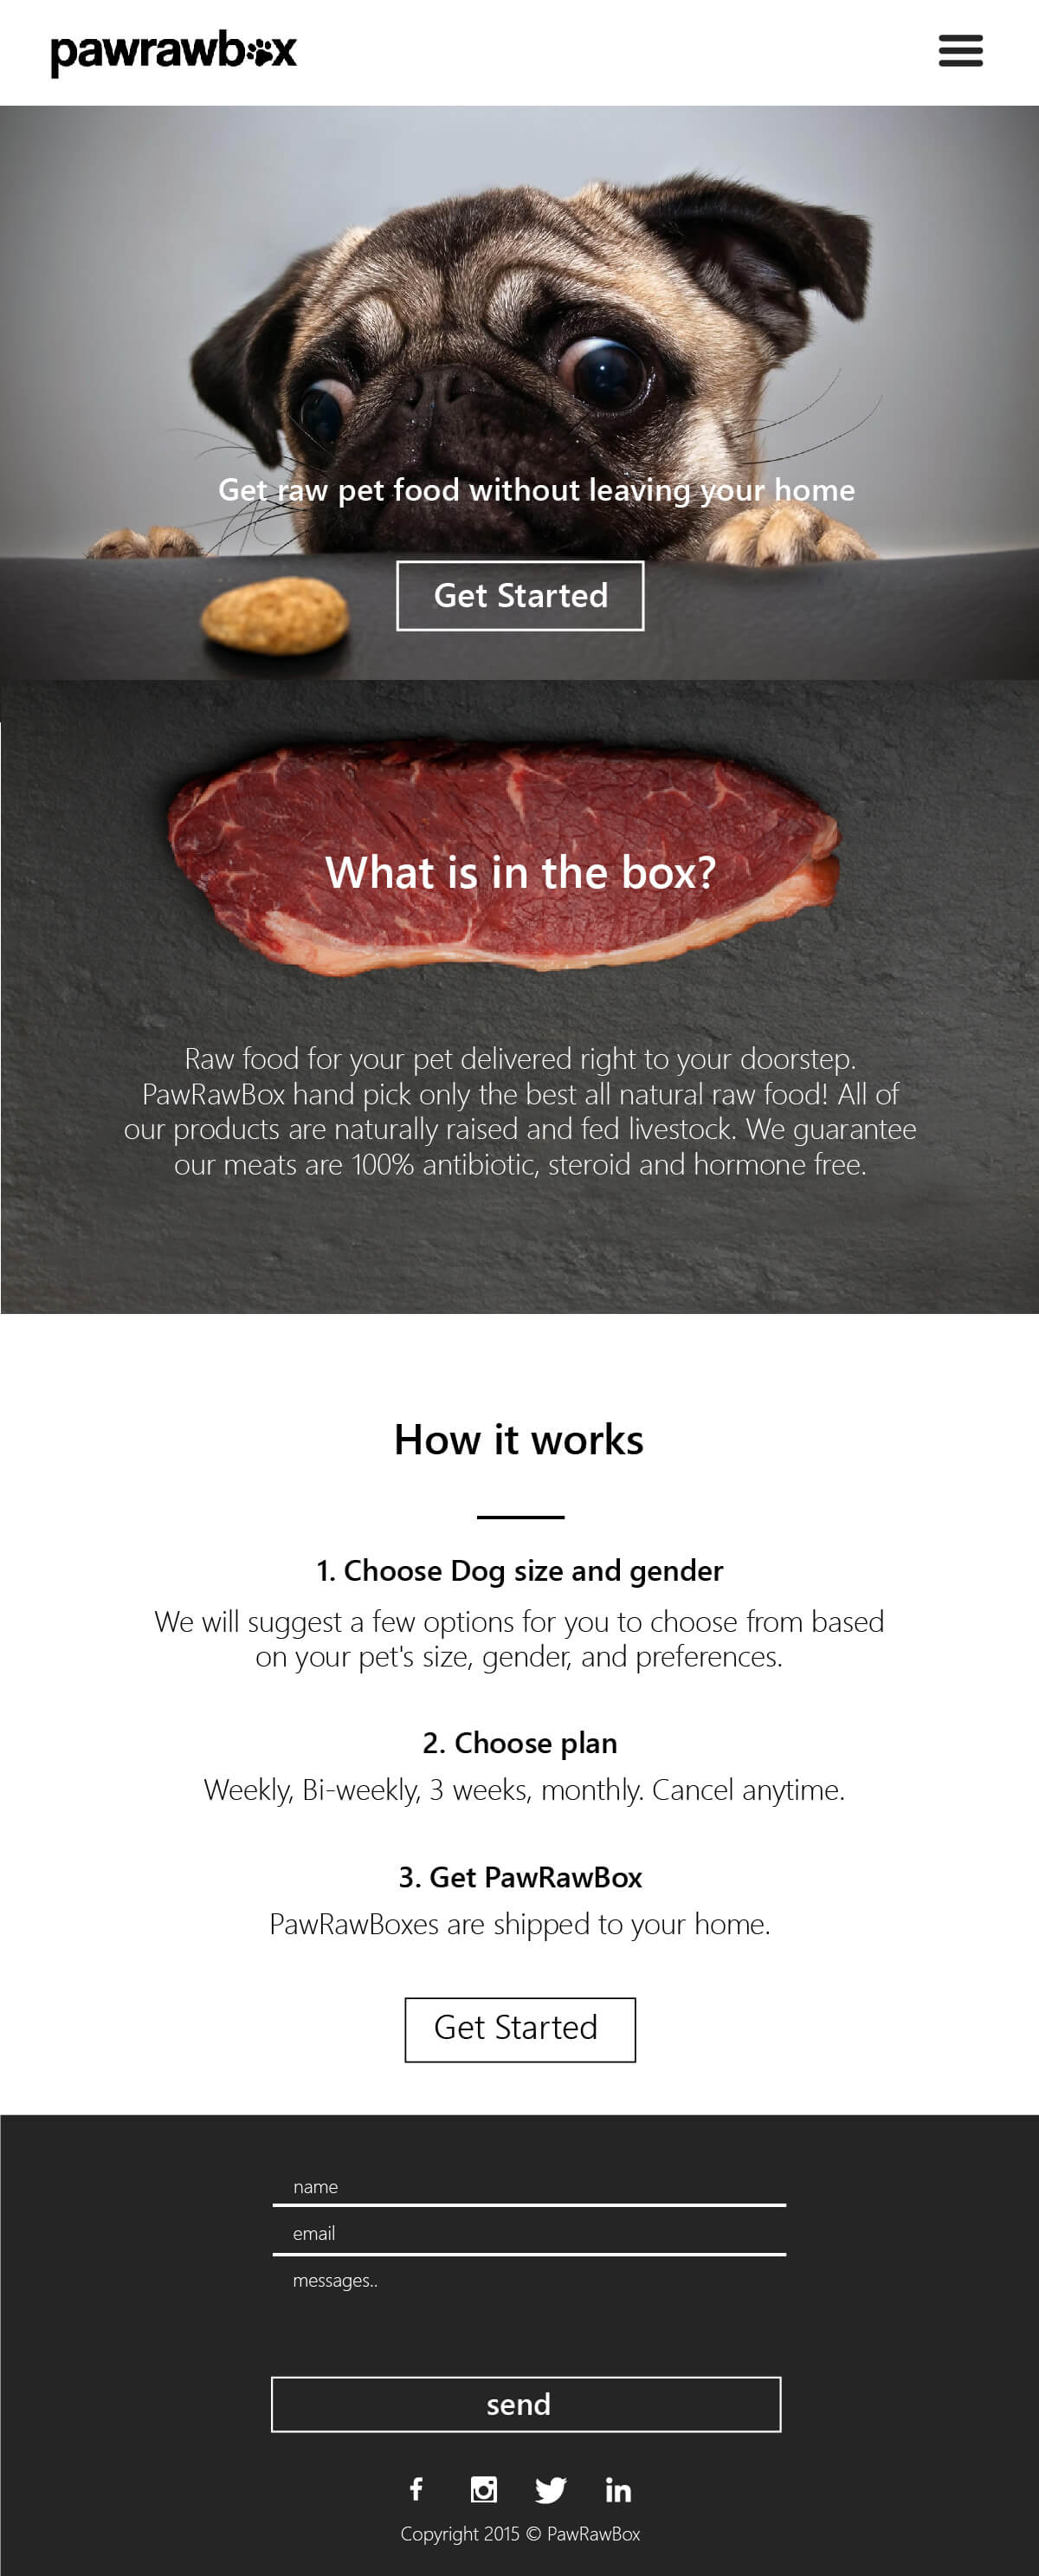 pawrawbox
Get raw pet food without leaving your home
Get Started
What is in the box?
Raw food for your pet delivered right to your doorstep.
PawRawBox hand pick only the best all natural raw food! All of
our products are naturally raised and fed livestock. We guarantee
our meats are 100% antibiotic, steroid and hormone free.
How it works
1. Choose Dog size and gender
We will suggest a few options for you to choose from based
on your pet's size, gender, and preferences.
2. Choose plan
Weekly, Bi-weekly, 3 weeks, monthly. Cancel anytime.
3. Get PawRawBox
PawRawBoxes are shipped to your home.
Get Started
name
email
messages..
send
Copyright 2015 © PawRawBox